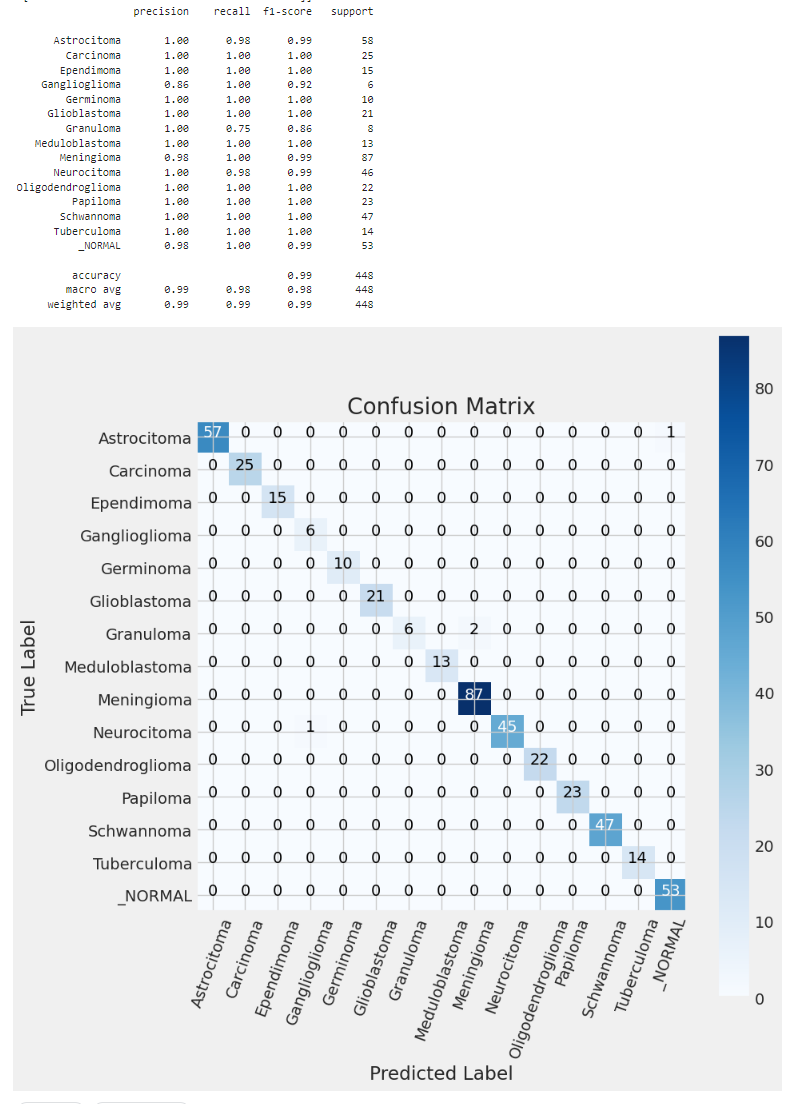 precision recall f1-score support
Astrocitoma 1.00 0.98 0.99 58
Carcinoma 1.00 1.00 1.00 25
Ependimoma 1.00 1.00 1.00 15
Ganglioglioma 0.86 1.00 0.92 6
Germinoma 1.00 1.00 1.00 10
Glioblastoma 1.00 1.00 1.00 21
Granuloma 1.00 0.75 0.86 8
Meduloblastoma 1.00 1.00 1.00 13
Meningioma 0.98 1.00 0.99 87
Neurocitoma 1.00 0.98 0.99 46
Oligodendroglioma 1.00 1.00 1.00 22
Papiloma 1.00 1.00 1.00 23
Schwannoma 1.00 1.00 1.00 47
Tuberculoma 1.00 1.00 1.00 14
_NORMAL 0.98 1.00 0.99 53
accuracy 0.99 448
macro avg 0.99 0.98 0.98 448
weighted avg 0.99 0.99 0.99 448
Confusion Matrix
Astrocitoma 57 0 0 0 0 0 0 0 0 0 0 0 0 0 1
Carcinoma 0 25 0 0 0 0 0 0 0 0 0 0 0 0 0
Ependimoma 0 0 15 0 0 0 0 0 0 0 0 0 0 0 0
Ganglioglioma 0 0 0 6 0 0 0 0 0 0 0 0 0 0 0
Germinoma 0 0 0 0 10 0 0 0 0 0 0 0 0 0 0
Glioblastoma 0 0 0 0 0 21 0 0 0 0 0 0 0 0 0
Granuloma 0 0 0 0 0 0 6 0 2 0 0 0 0 0 0
Meduloblastoma 0 0 0 0 0 0 0 13 0 0 0 0 0 0 0
Meningioma 0 0 0 0 0 0 0 0 87 0 0 0 0 0 0
Neurocitoma 0 0 0 1 0 0 0 0 0 45 0 0 0 0 0
Oligodendroglioma 0 0 0 0 0 0 0 0 0 0 22 0 0 0 0
Papiloma 0 0 0 0 0 0 0 0 0 0 0 23 0 0 0
Schwannoma 0 0 0 0 0 0 0 0 0 0 0 0 47 0 0
Tuberculoma 0 0 0 0 0 0 0 0 0 0 0 0 0 14 0
_NORMAL 0 0 0 0 0 0 0 0 0 0 0 0 0 0 53
True Label
Astrocitoma
Carcinoma
Ependimoma
Ganglioglioma
Germinoma
Glioblastoma
Granuloma
Meduloblastoma
Meningioma
Neurocitoma
Oligodendroglioma
Papiloma
Schwannoma
Tuberculoma
_NORMAL
Predicted Label
80
70
60
50
40
30
20
10
0